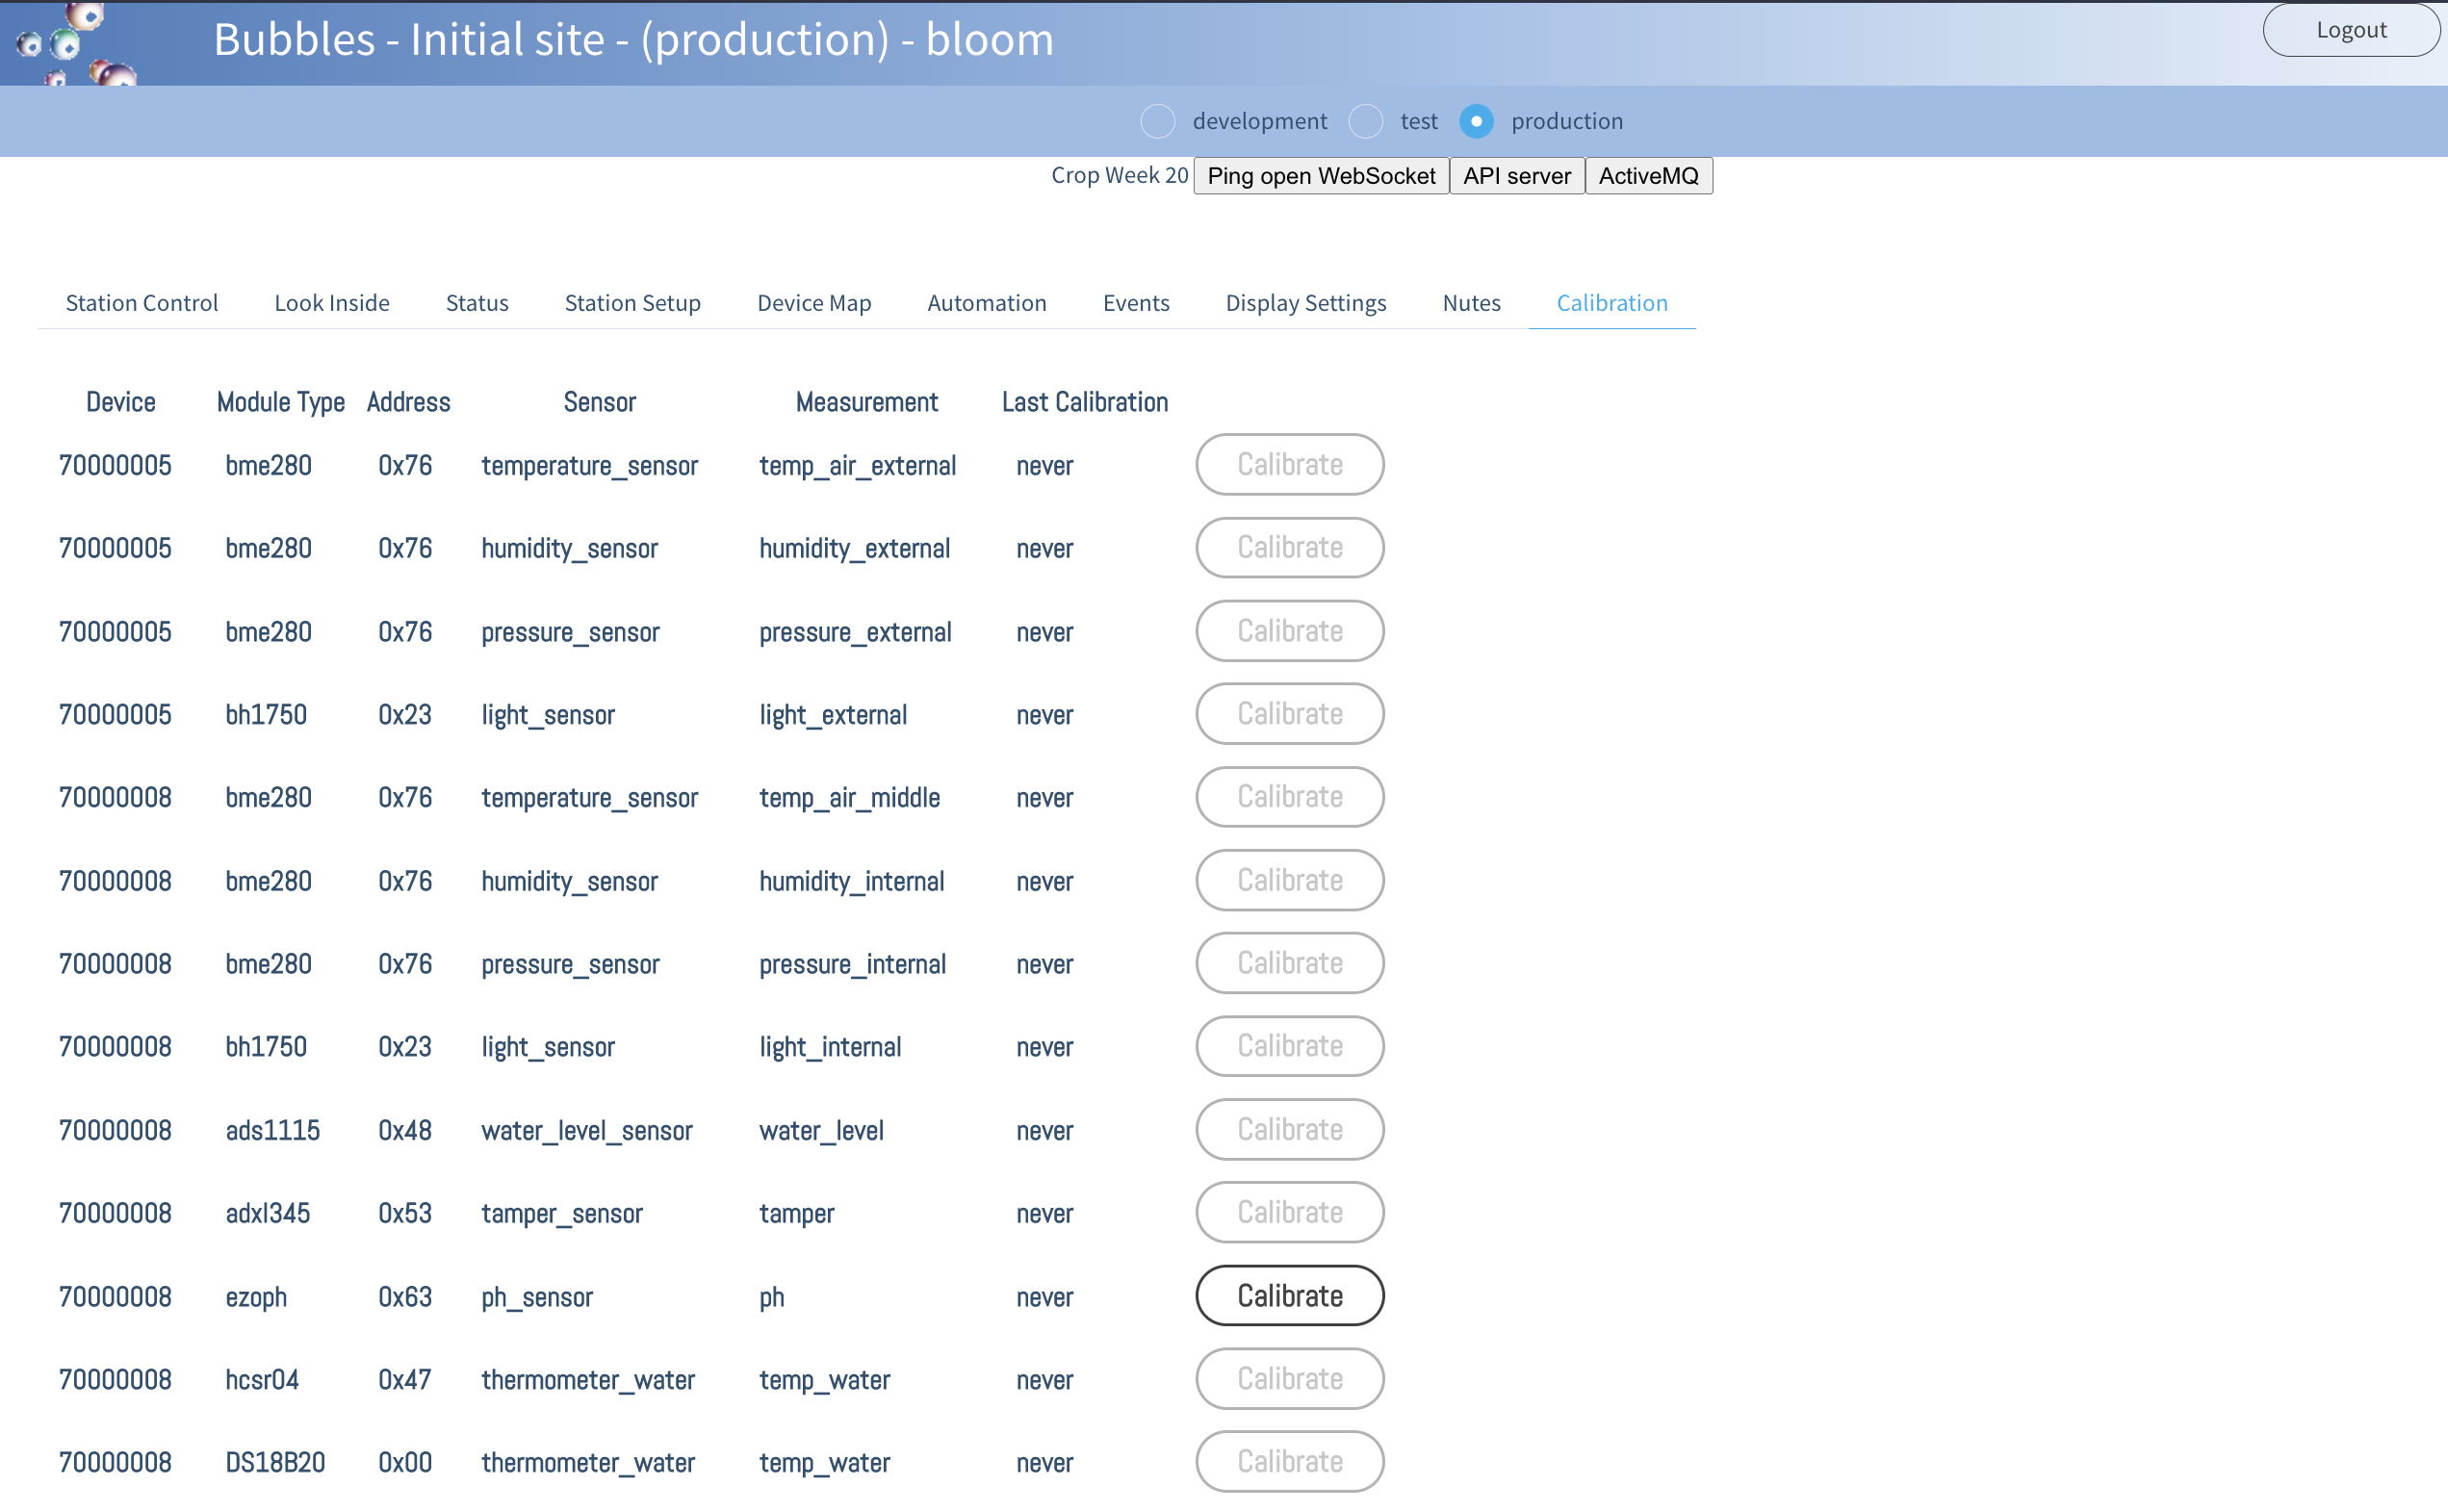 Bubbles - Initial site - (production) - bloom
Logout
development test production
Crop Week 20 Ping open WebSocket API server ActiveMQ
Station Control Look Inside Status Station Setup Device Map Automation Events Display Settings Nutes Calibration
Device Module Type Address Sensor Measurement Last Calibration
70000005 bme280 0x76 temperature_sensor temp_air_external never Calibrate
70000005 bme280 0x76 humidity_sensor humidity_external never Calibrate
70000005 bme280 0x76 pressure_sensor pressure_external never Calibrate
70000005 bh1750 0x23 light_sensor light_external never Calibrate
70000008 bme280 0x76 temperature_sensor temp_air_middle never Calibrate
70000008 bme280 0x76 humidity_sensor humidity_internal never Calibrate
70000008 bme280 0x76 pressure_sensor pressure_internal never Calibrate
70000008 bh1750 0x23 light_sensor light_internal never Calibrate
70000008 ads1115 0x48 water_level_sensor water_level never Calibrate
70000008 adxl345 0x53 tamper_sensor tamper never Calibrate
70000008 ezoph 0x63 ph_sensor ph never Calibrate
70000008 hcsr04 0x47 thermometer_water temp_water never Calibrate
70000008 DS18B20 0x00 thermometer_water temp_water never Calibrate